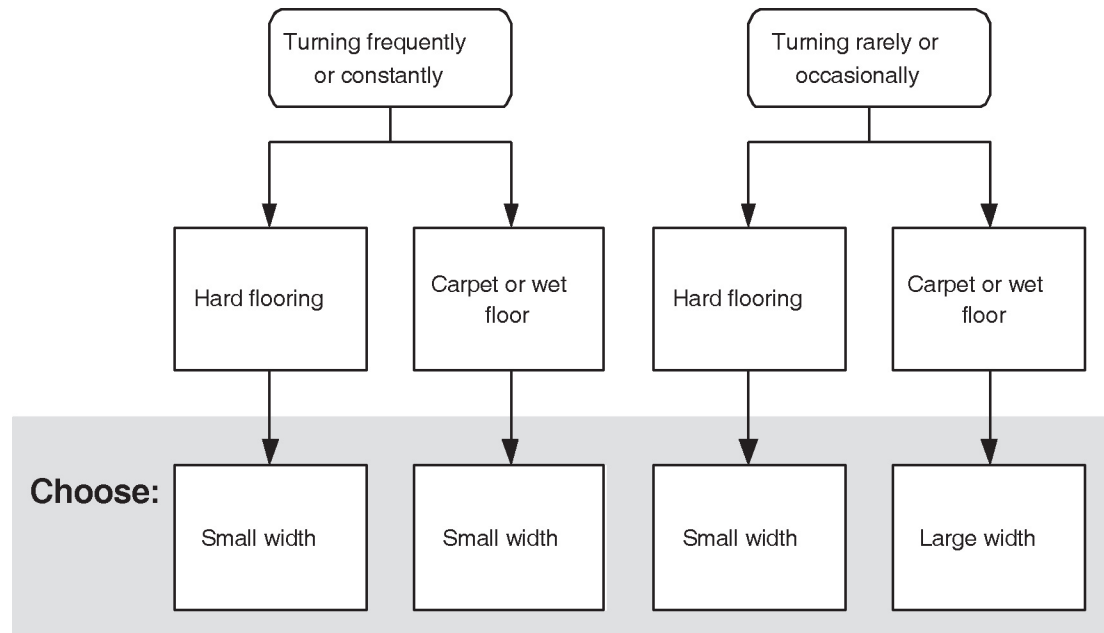 Turning frequently
or constantly
Turning rarely or
occasionally
Hard flooring
Carpet or wet
floor
Hard flooring
Carpet or wet
floor
Choose:
Small width
Small width
Small width
Large width